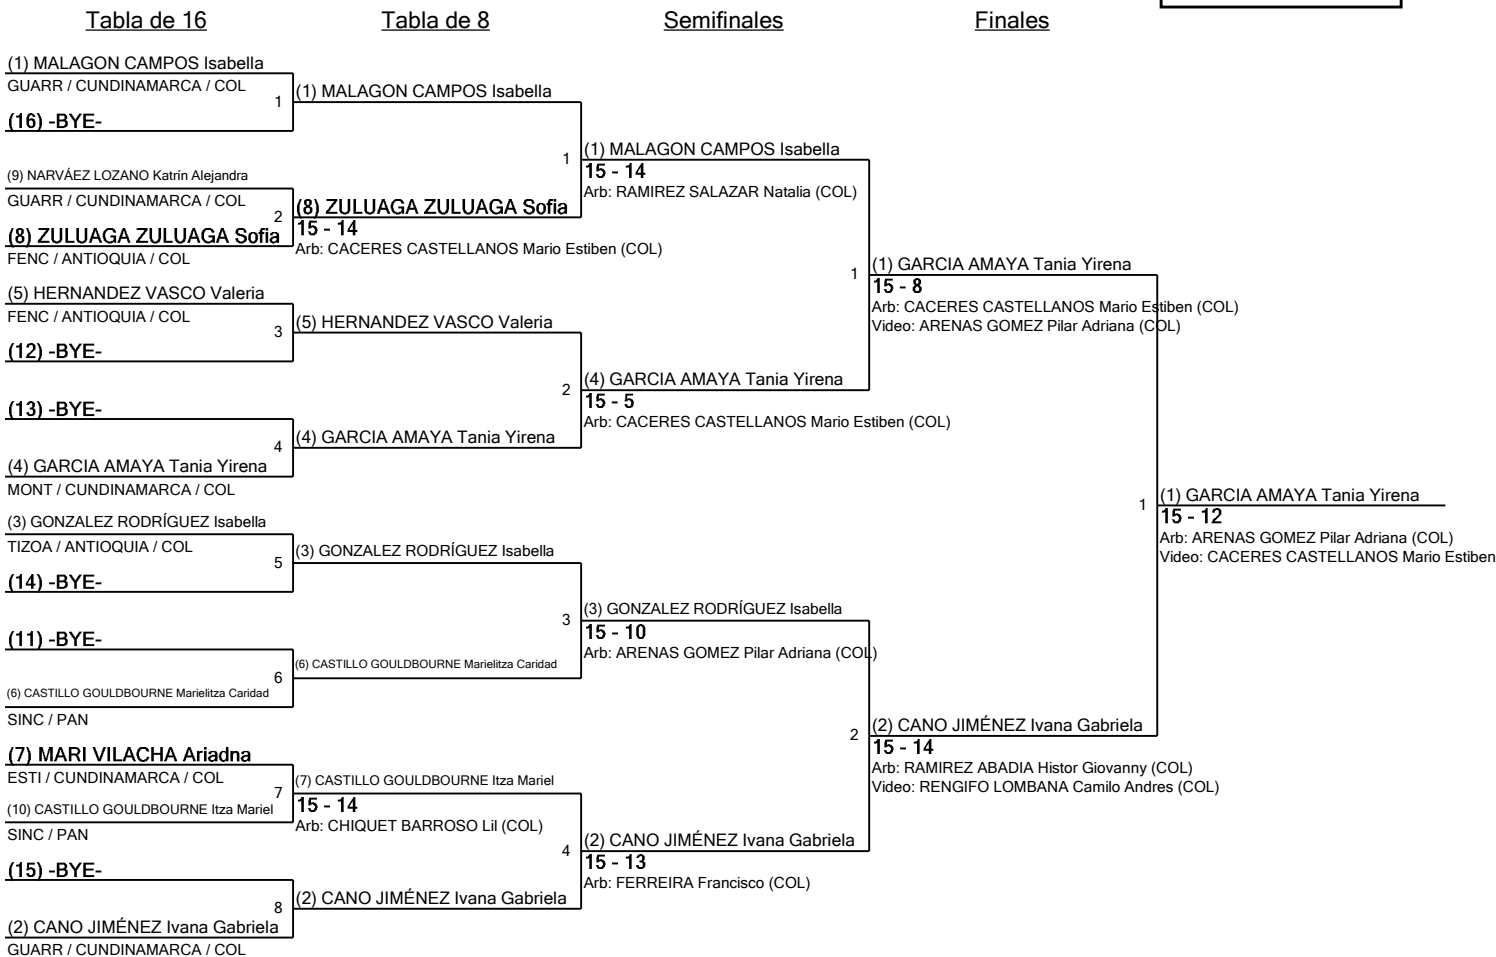 Tabla de 16
Tabla de 8
Semifinales
Finales
(1) MALAGON CAMPOS Isabella
GUARR / CUNDINAMARCA / COL
1
(16) -BYE-
(9) NARVÁEZ LOZANO Katrín Alejandra
GUARR / CUNDINAMARCA / COL
2
(8) ZULUAGA ZULUAGA Sofia
FENC / ANTIOQUIA / COL
(5) HERNANDEZ VASCO Valeria
FENC / ANTIOQUIA / COL
3
(12) -BYE-
(13) -BYE-
4
(4) GARCIA AMAYA Tania Yirena
MONT / CUNDINAMARCA / COL
(3) GONZALEZ RODRÍGUEZ Isabella
TIZOA / ANTIOQUIA / COL
5
(14) -BYE-
(11) -BYE-
6
(6) CASTILLO GOULDBOURNE Marielitza Caridad
SINC / PAN
(7) MARI VILACHA Ariadna
ESTI / CUNDINAMARCA / COL
7
(10) CASTILLO GOULDBOURNE Itza Mariel
SINC / PAN
(15) -BYE-
8
(2) CANO JIMÉNEZ Ivana Gabriela
GUARR / CUNDINAMARCA / COL
(1) MALAGON CAMPOS Isabella
1
(8) ZULUAGA ZULUAGA Sofia
15 - 14
Arb: CACERES CASTELLANOS Mario Estiben (COL)
(5) HERNANDEZ VASCO Valeria
2
(4) GARCIA AMAYA Tania Yirena
(3) GONZALEZ RODRÍGUEZ Isabella
3
(6) CASTILLO GOULDBOURNE Marielitza Caridad
(7) CASTILLO GOULDBOURNE Itza Mariel
15 - 14
Arb: CHIQUET BARROSO Lil (COL)
4
(2) CANO JIMÉNEZ Ivana Gabriela
(1) MALAGON CAMPOS Isabella
15 - 14
Arb: RAMIREZ SALAZAR Natalia (COL)
1
(4) GARCIA AMAYA Tania Yirena
15 - 5
Arb: CACERES CASTELLANOS Mario Estiben (COL)
(3) GONZALEZ RODRÍGUEZ Isabella
15 - 10
Arb: ARENAS GOMEZ Pilar Adriana (COL)
2
(2) CANO JIMÉNEZ Ivana Gabriela
15 - 13
Arb: FERREIRA Francisco (COL)
(1) GARCIA AMAYA Tania Yirena
15 - 8
Arb: CACERES CASTELLANOS Mario Estiben (COL)
Video: ARENAS GOMEZ Pilar Adriana (COL)
1
(2) CANO JIMÉNEZ Ivana Gabriela
15 - 14
Arb: RAMIREZ ABADIA Histor Giovanny (COL)
Video: RENGIFO LOMBANA Camilo Andres (COL)
(1) GARCIA AMAYA Tania Yirena
15 - 12
Arb: ARENAS GOMEZ Pilar Adriana (COL)
Video: CACERES CASTELLANOS Mario Estiben